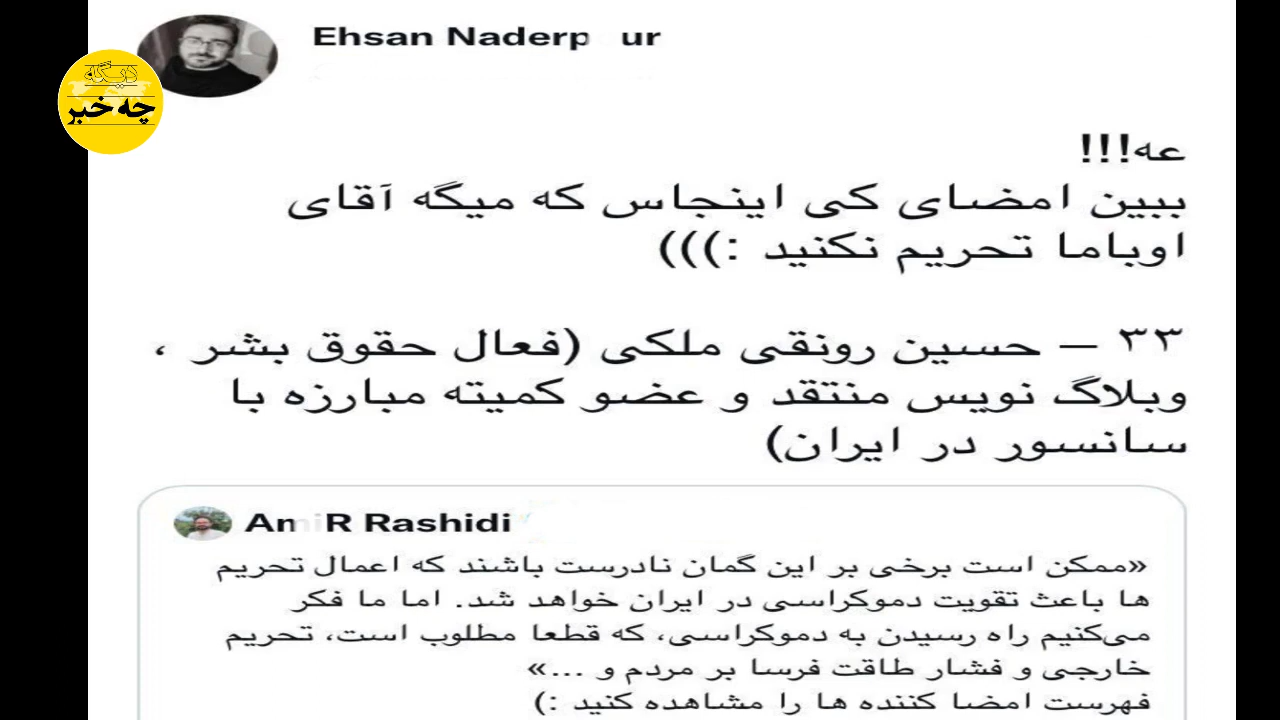 Ehsan Naderp ur
دیگه
چه خبر
عه!!!
ببین امضای کی اینجاس که میگه آقای
اوباما تحریم نکنید :)))
۳۳ – حسین رونقی ملکی (فعال حقوق بشر ،
وبلاگ نویس منتقد و عضو کمیته مبارزه با
سانسور در ایران)
AmiR Rashidi
«ممکن است برخی بر این گمان نادرست باشند که اعمال تحریم
ها باعث تقویت دموکراسی در ایران خواهد شد. اما ما فکر
می‌کنیم راه رسیدن به دموکراسی، که قطعا مطلوب است، تحریم
خارجی و فشار طاقت فرسا بر مردم و ...»
فهرست امضا کننده ها را مشاهده کنید :)